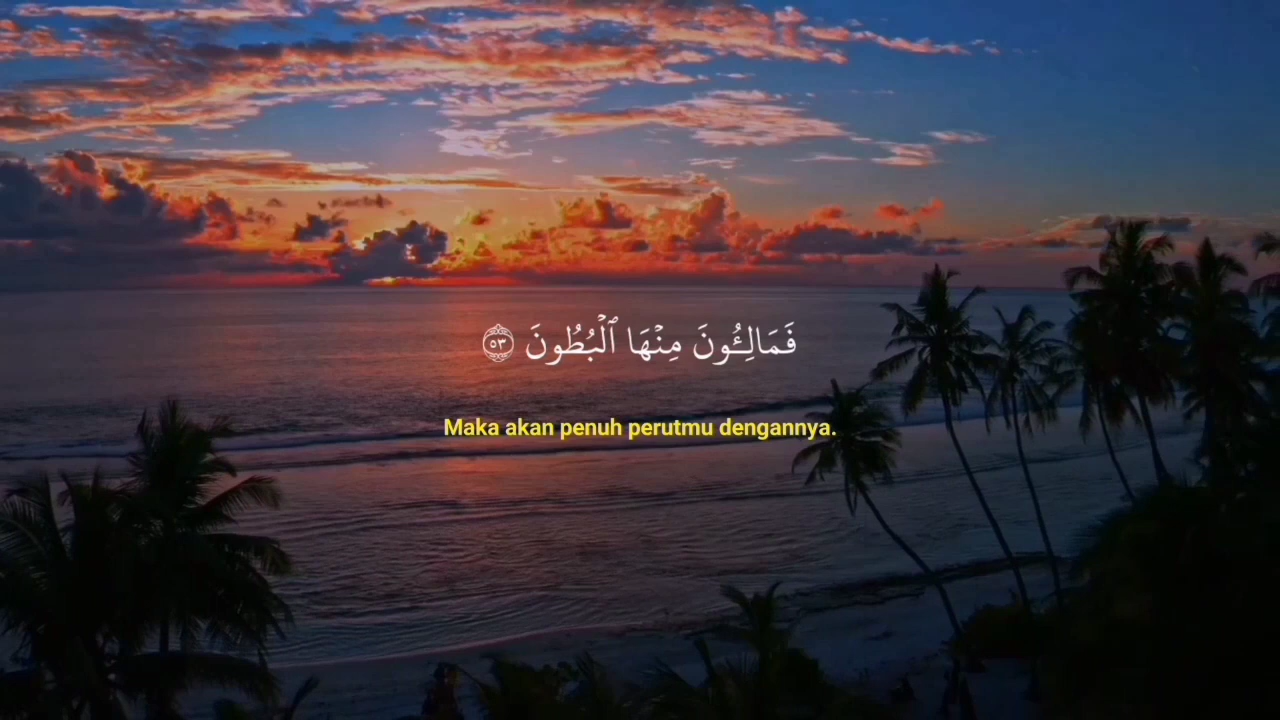 فَمَالِـُٔونَ مِنْهَا ٱلْبُطُونَ ٥٣
Maka akan penuh perutmu dengannya.